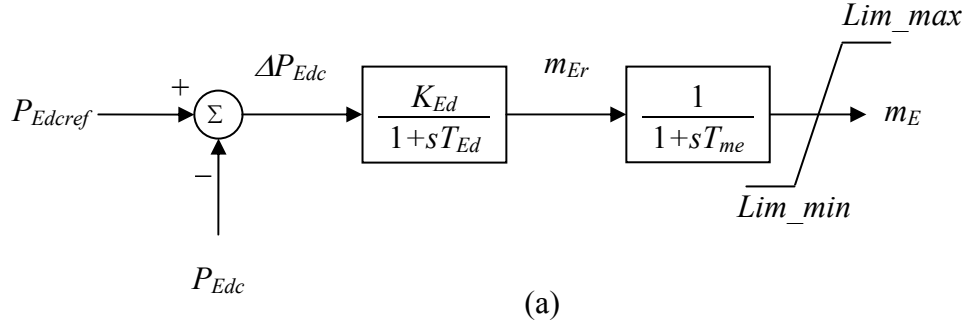 Lim_max
ΔP_Edc
m_Er
P_Edcref
+
Σ
K_Ed
1+sT_Ed
1
1+sT_me
m_E
−
Lim_min
P_Edc
(a)